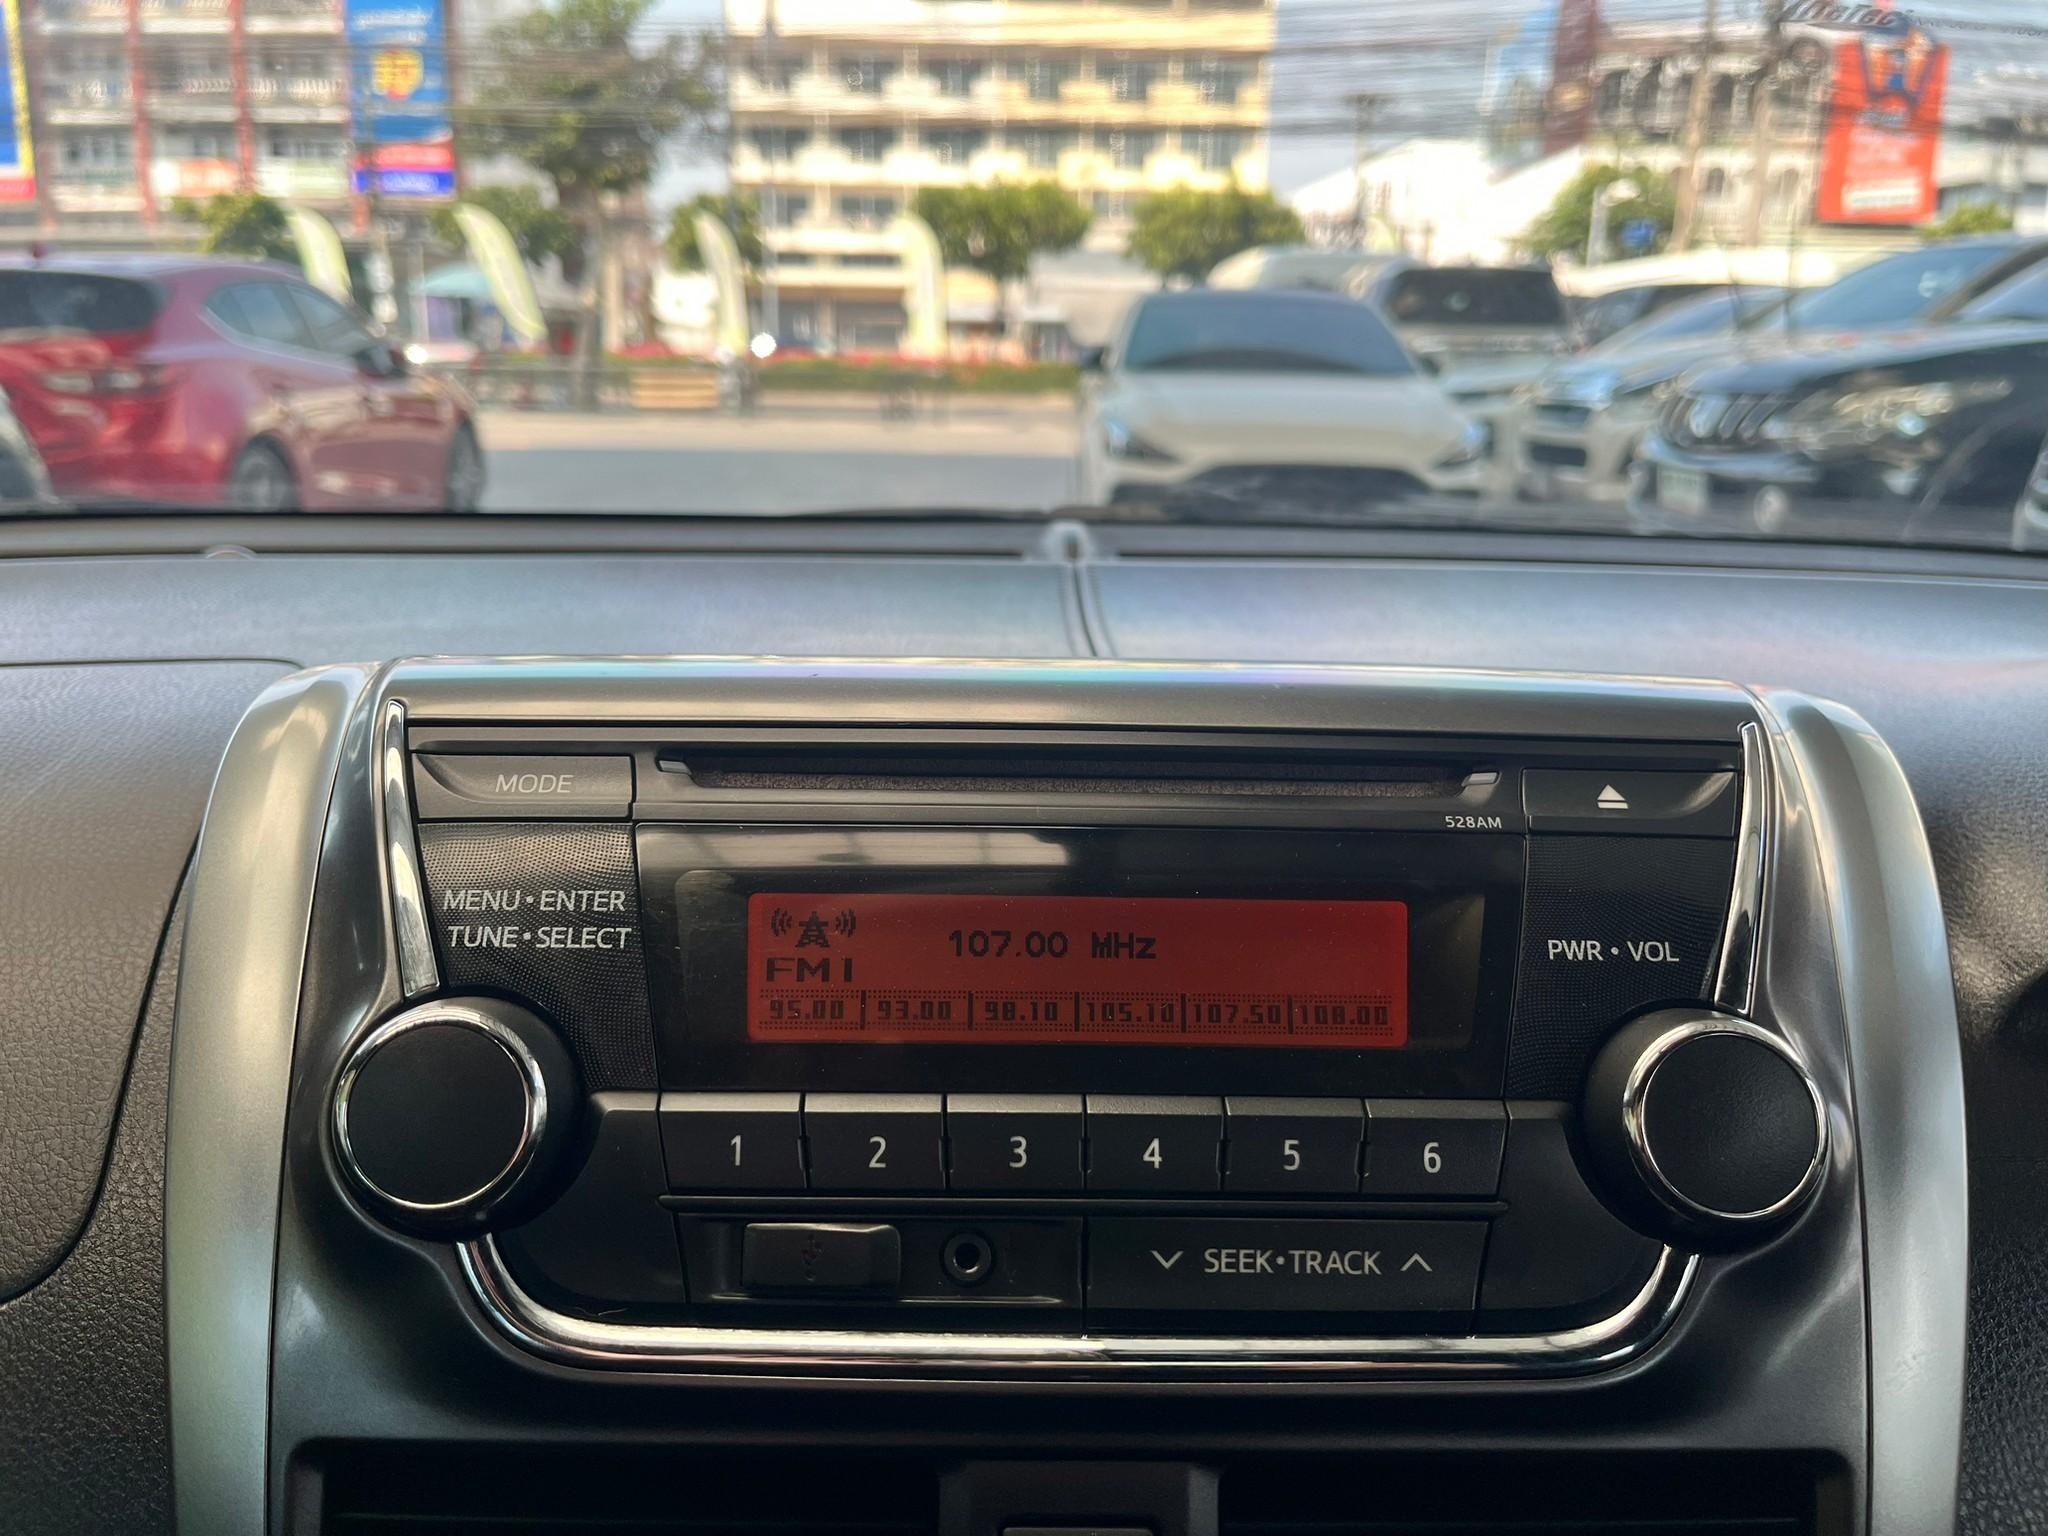 MODE
528AM
MENU•ENTER
TUNE•SELECT
107.00 MHz
FM1
95.00 93.00 98.10 105.10 107.50 108.00
PWR•VOL
1 2 3 4 5 6
SEEK•TRACK